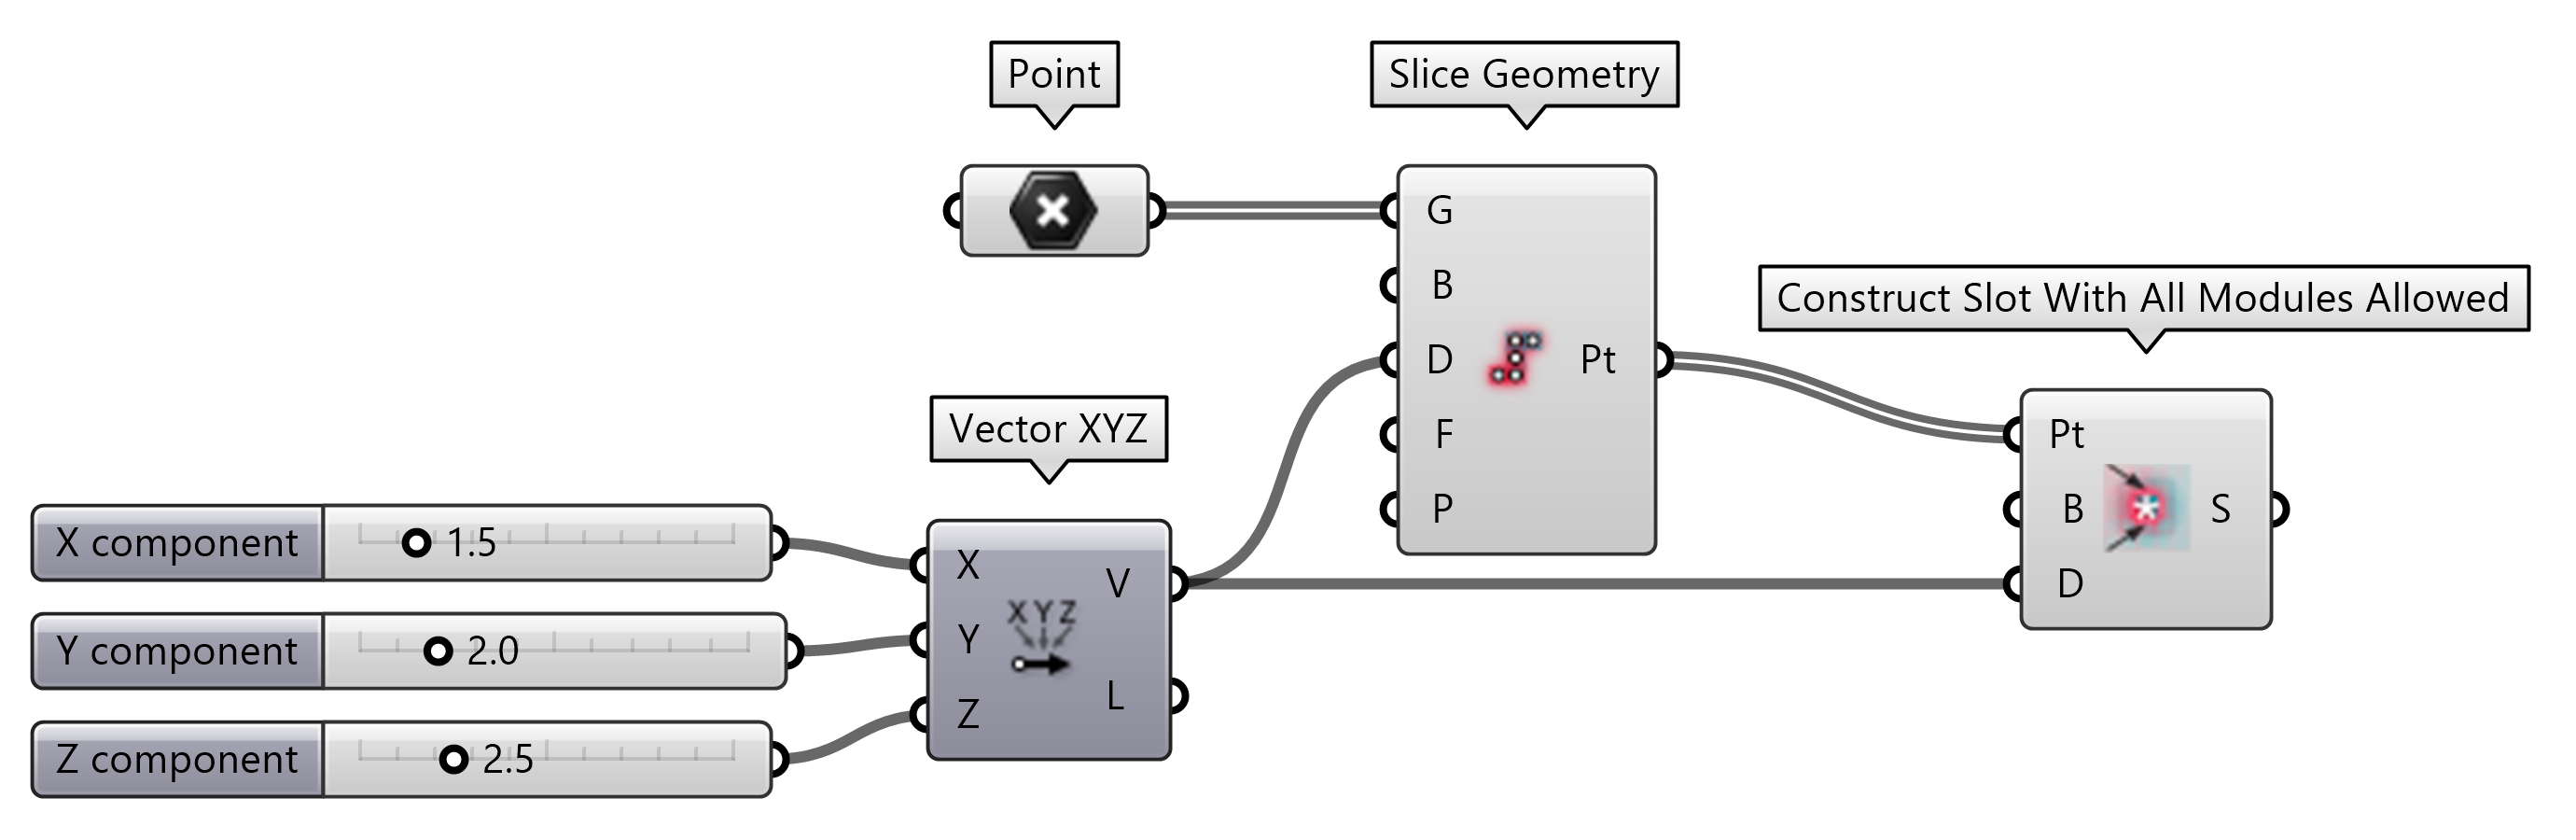 Point
Slice Geometry
G
B
D
F
P
Pt
Construct Slot With All Modules Allowed
Pt
B
D
S
Vector XYZ
X
Y
Z
V
L
X Y Z
X component
1.5
Y component
2.0
Z component
2.5